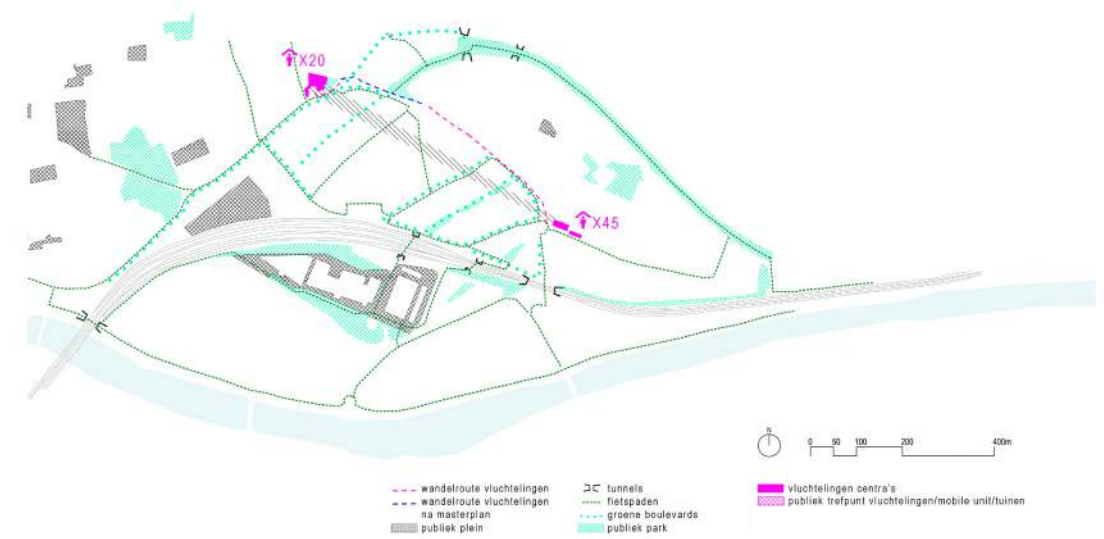 X20
X45
N
0 50 100 200 400m
wandelroute vluchtelingen
wandelroute vluchtelingen
na masterplan
publiek plein
tunnels
fietspaden
groene boulevards
publiek park
vluchtelingen centra's
publiek trefpunt vluchtelingen/mobile unit/tuinen